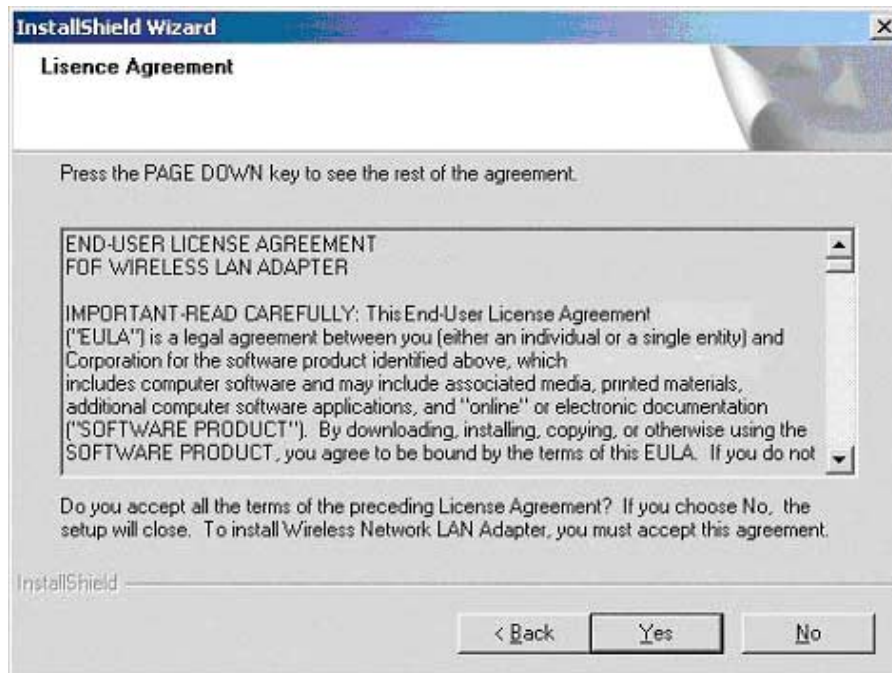 InstallShield Wizard
Lisence Agreement
Press the PAGE DOWN key to see the rest of the agreement.
END-USER LICENSE AGREEMENT
FOR WIRELESS LAN ADAPTER
IMPORTANT-READ CAREFULLY: This End-User License Agreement
("EULA") is a legal agreement between you (either an individual or a single entity) and
Corporation for the software product identified above, which
includes computer software and may include associated media, printed materials,
additional computer software applications, and "online" or electronic documentation
("SOFTWARE PRODUCT"). By downloading, installing, copying, or otherwise using the
SOFTWARE PRODUCT, you agree to be bound by the terms of this EULA. If you do not
Do you accept all the terms of the preceding License Agreement? If you choose No, the
setup will close. To install Wireless Network LAN Adapter, you must accept this agreement.
InstallShield
< Back Yes No